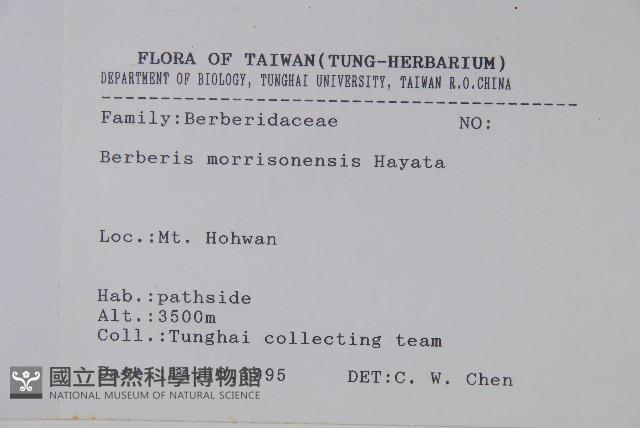 FLORA OF TAIWAN(TUNG-HERBARIUM)
DEPARTMENT OF BIOLOGY, TUNGHAI UNIVERSITY, TAIWAN R.O.CHINA
Family:Berberidaceae NO:
Berberis morrisonensis Hayata
Loc.:Mt. Hohwan
Hab.:pathside
Alt.:3500m
Coll.:Tunghai collecting team
DET:C. W. Chen
國立自然科學博物館
NATIONAL MUSEUM OF NATURAL SCIENCE